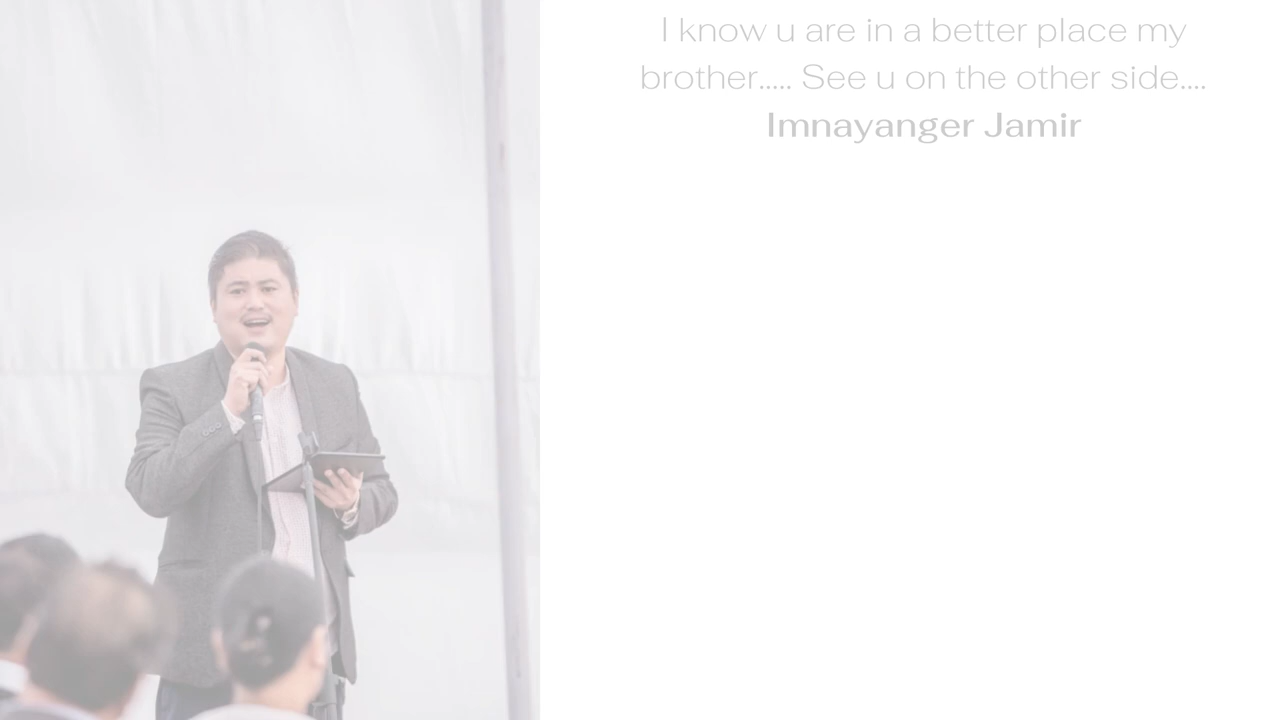 I know u are in a better place my
brother..... See u on the other side....
Imnayanger Jamir